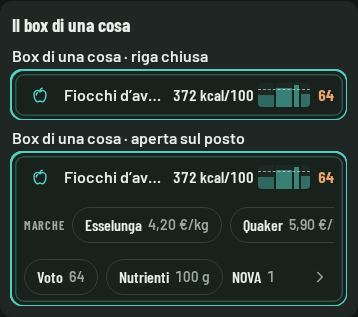 Il box di una cosa
Box di una cosa · riga chiusa
Fiocchi d'av... 372 kcal/100 64
Box di una cosa · aperta sul posto
Fiocchi d'av... 372 kcal/100 64
MARCHE Esselunga 4,20 €/kg Quaker 5,90 €/
Voto 64 Nutrienti 100 g NOVA 1